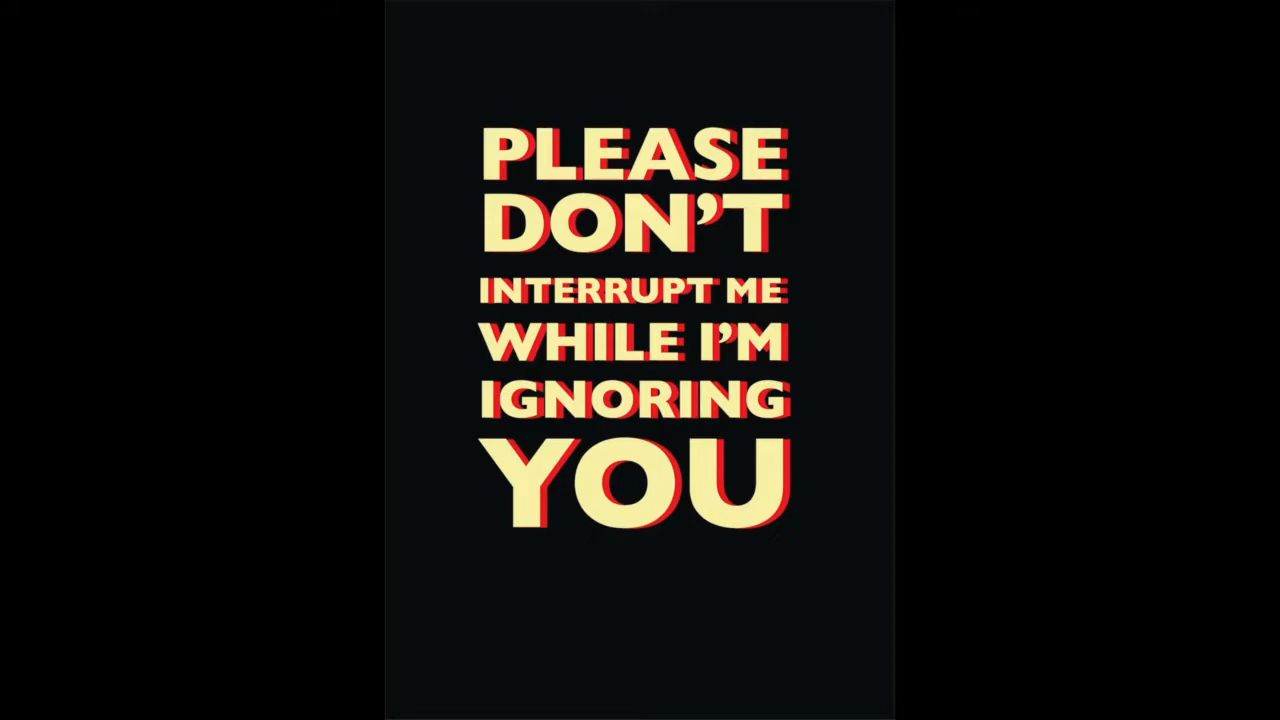 PLEASE
DON’T
INTERRUPT ME
WHILE I’M
IGNORING
YOU